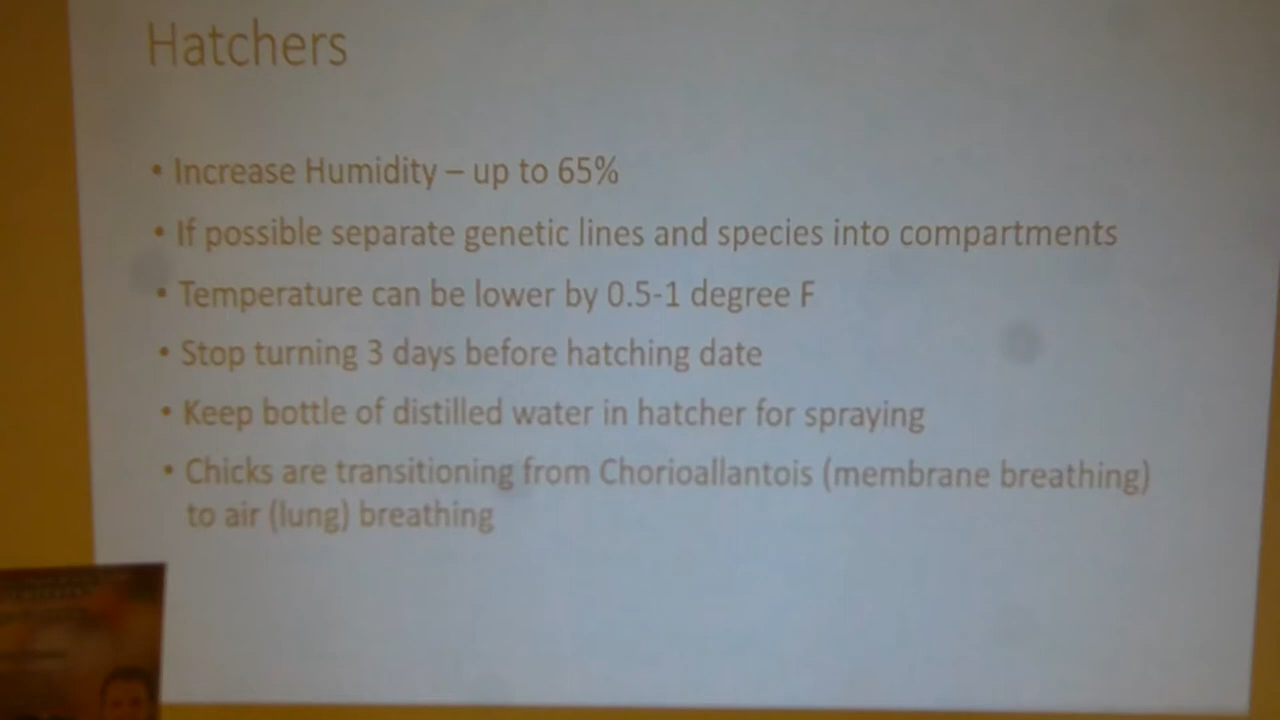 Hatchers
• Increase Humidity – up to 65%
• If possible separate genetic lines and species into compartments
• Temperature can be lower by 0.5-1 degree F
• Stop turning 3 days before hatching date
• Keep bottle of distilled water in hatcher for spraying
• Chicks are transitioning from Chorioallantois (membrane breathing)
to air (lung) breathing